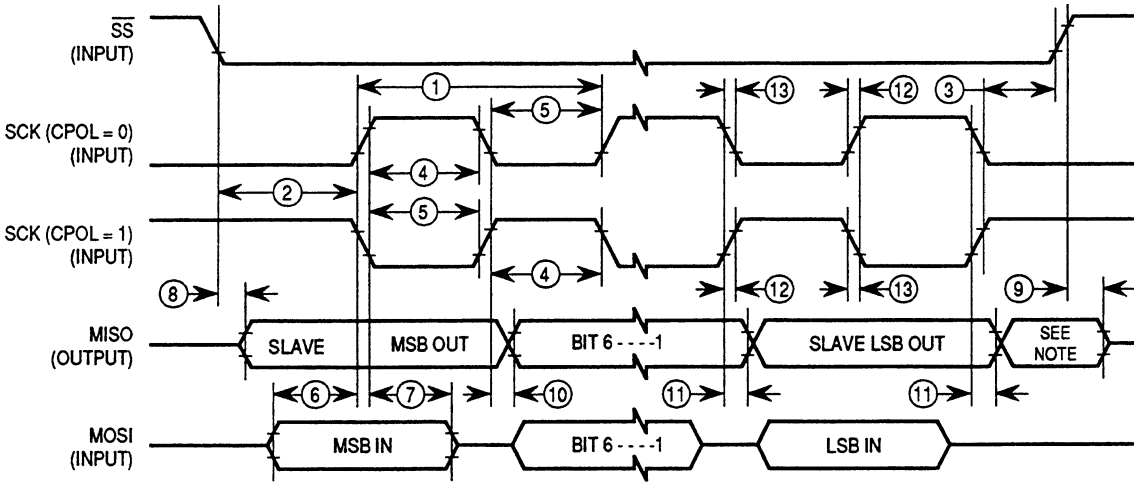 SS
(INPUT)
1
13
12
3
5
SCK (CPOL = 0)
(INPUT)
4
2
5
SCK (CPOL = 1)
(INPUT)
4
12
13
8
9
MISO
(OUTPUT)
SLAVE MSB OUT
BIT 6 - - - - 1
SLAVE LSB OUT
SEE
NOTE
6
7
10
11
11
MOSI
(INPUT)
MSB IN
BIT 6 - - - - 1
LSB IN